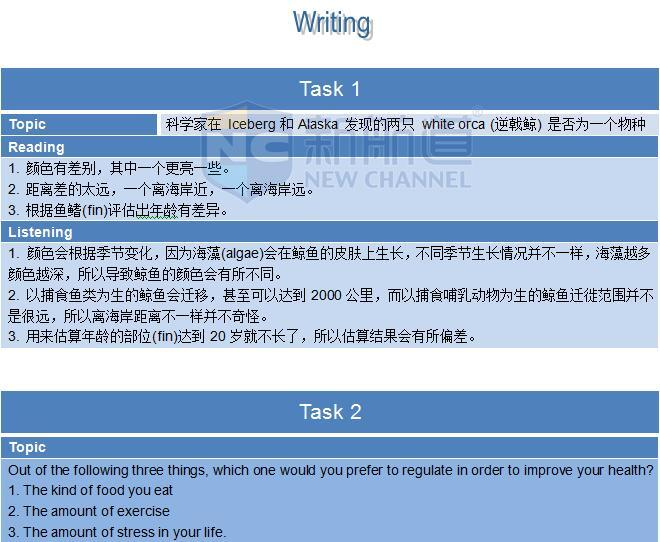 Writing
Task 1
Topic 科学家在 Iceberg 和 Alaska 发现的两只 white orca (逆戟鲸) 是否为一个物种
新航道
NEW CHANNEL
Reading
1. 颜色有差别，其中一个更亮一些。
2. 距离差的太远，一个离海岸近，一个离海岸远。
3. 根据鱼鳍(fin)评估出年龄有差异。
Listening
1. 颜色会根据季节变化，因为海藻(algae)会在鲸鱼的皮肤上生长，不同季节生长情况并不一样，海藻越多
颜色越深，所以导致鲸鱼的颜色会有所不同。
2. 以捕食鱼类为生的鲸鱼会迁移，甚至可以达到 2000 公里，而以捕食哺乳动物为生的鲸鱼迁徙范围并不
是很远，所以离海岸距离不一样并不奇怪。
3. 用来估算年龄的部位(fin)达到 20 岁就不长了，所以估算结果会有所偏差。
Task 2
Topic
Out of the following three things, which one would you prefer to regulate in order to improve your health?
1. The kind of food you eat
2. The amount of exercise
3. The amount of stress in your life.